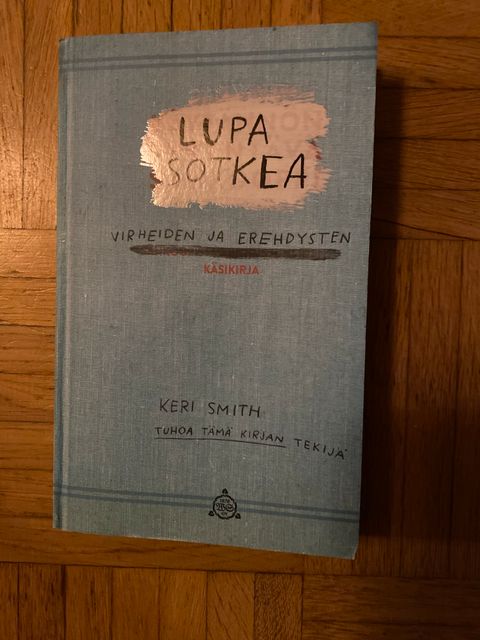 LUPA
SOTKEA
VIRHEIDEN JA EREHDYSTEN
KÄSIKIRJA
KERI SMITH
TUHOA TÄMÄ KIRJAN TEKIJÄ